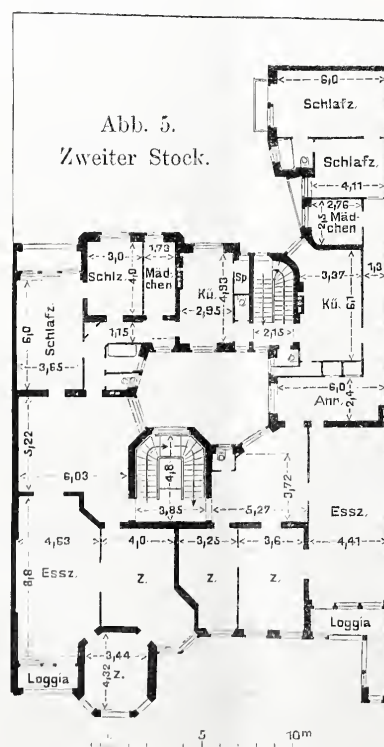 Abb. 5.
Zweiter Stock.
6,0
Schlafz.
Schlafz.
4,11
2,76
2,5
Mäd
chen
3,0
Schlz.
4,0
1,73
Mäd
chen
Kü.
4,93
2,95
Sp
2,15
3,37
Kü.
6,1
1,3
6,0
Schlafz.
3,65
1,15
6,0
Anr.
2,4
5,22
6,03
4,8
3,85
3,72
5,27
Essz.
4,41
4,63
4,0
3,25
3,6
Essz.
8,8
Z.
Z.
Z.
Loggia
3,44
4,32
Z.
Loggia
5
10 m